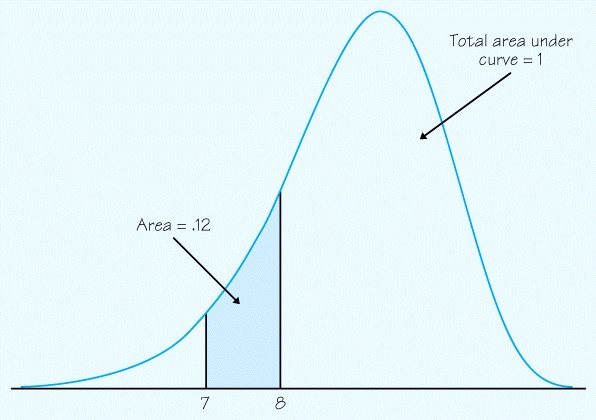 Total area under
curve = 1
Area = .12
7
8